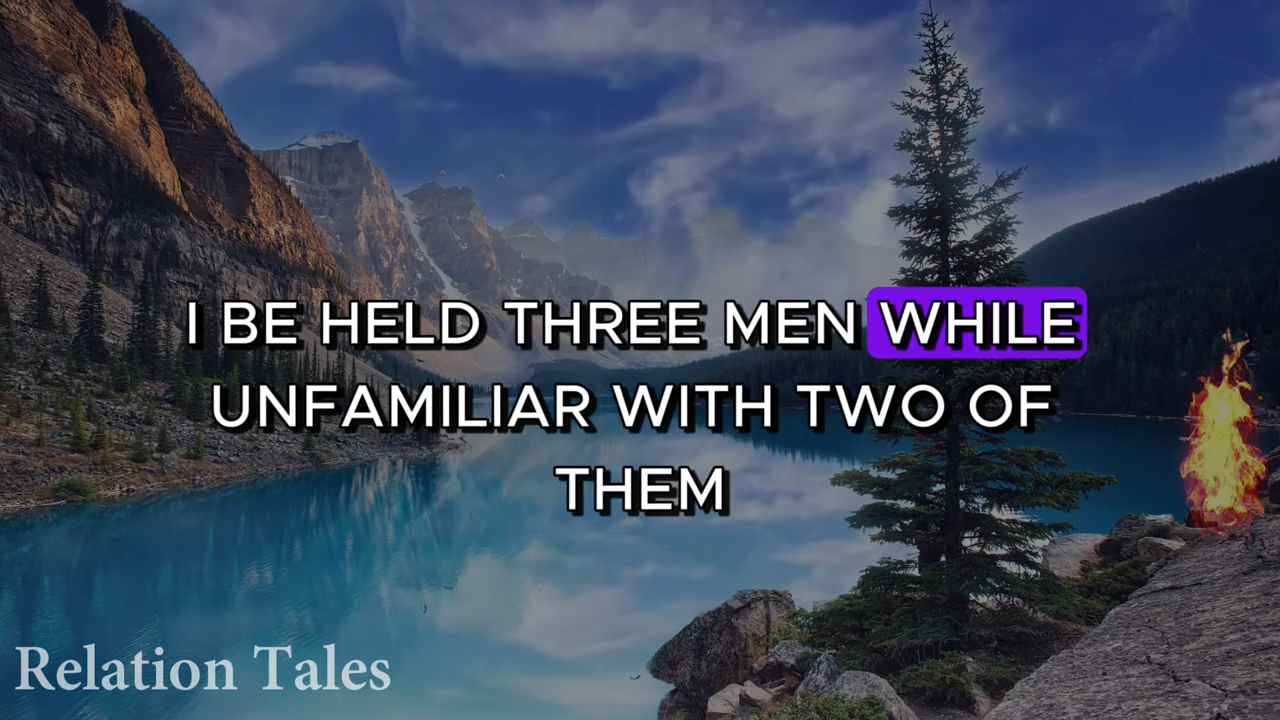 I BE HELD THREE MEN WHILE
UNFAMILIAR WITH TWO OF
THEM
Relation Tales